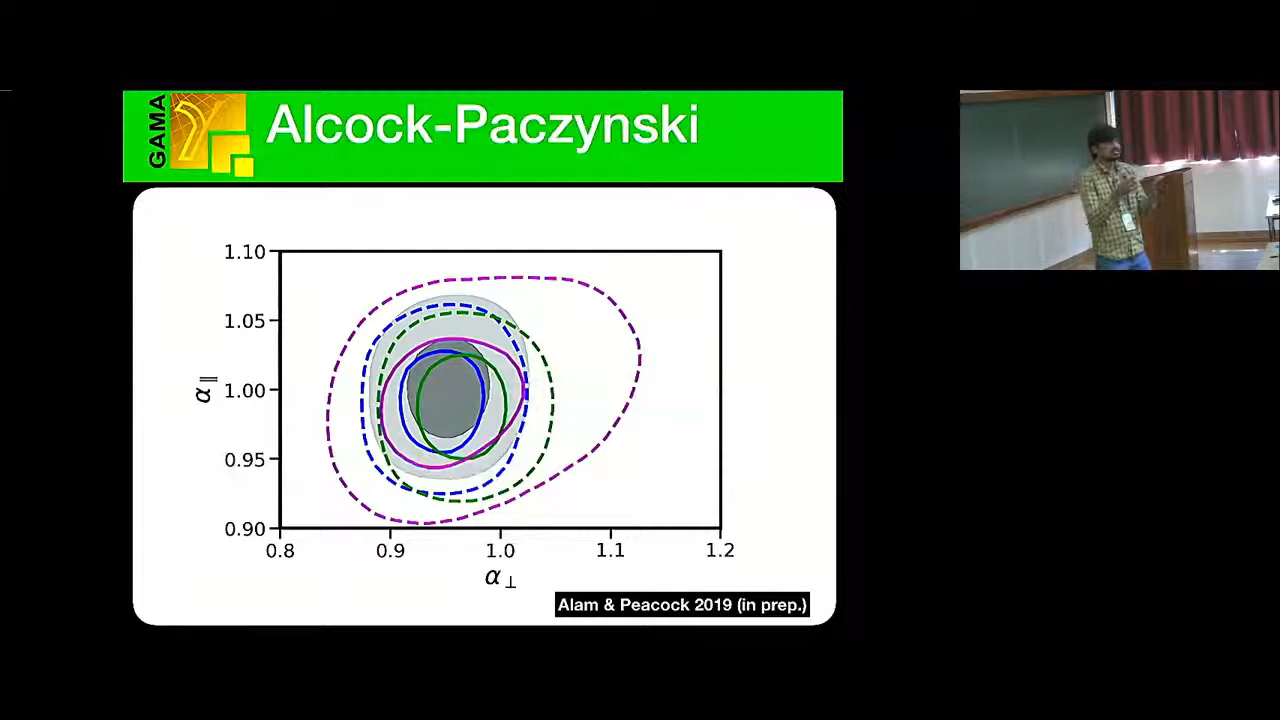 GAMA
Alcock-Paczynski
1.10
1.05
1.00
0.95
0.90
α∥
0.8 0.9 1.0 1.1 1.2
α⊥
Alam & Peacock 2019 (in prep.)